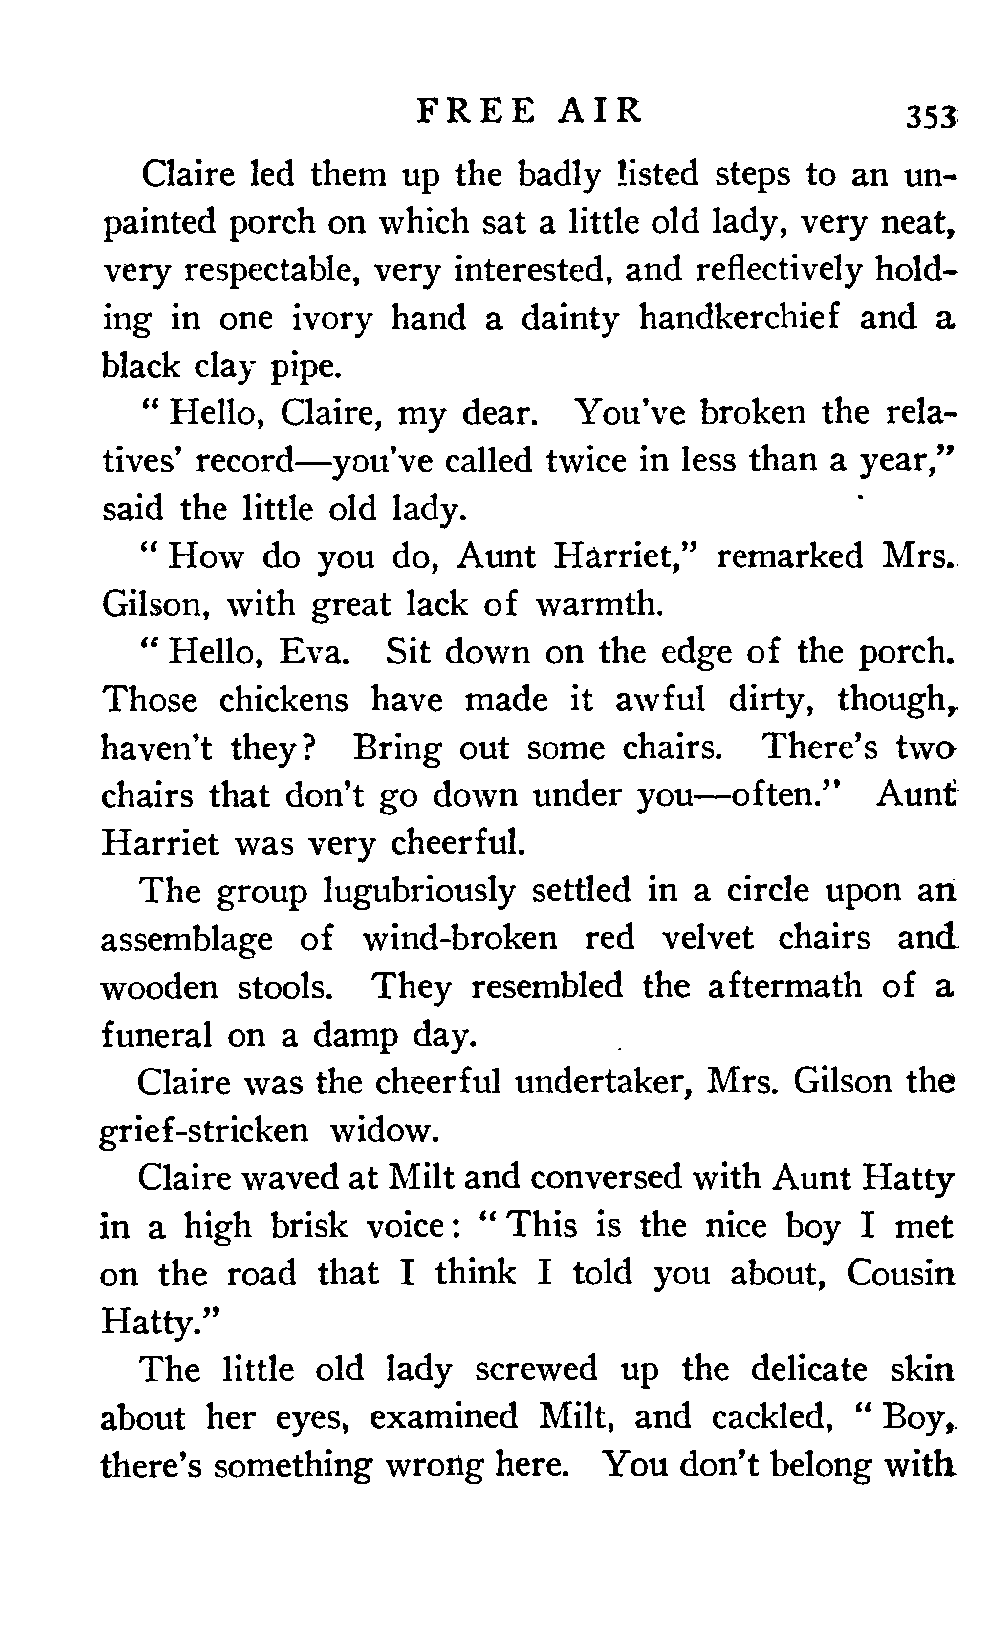 FREE AIR 353
Claire led them up the badly listed steps to an un-
painted porch on which sat a little old lady, very neat,
very respectable, very interested, and reflectively hold-
ing in one ivory hand a dainty handkerchief and a
black clay pipe.
“ Hello, Claire, my dear. You’ve broken the rela-
tives’ record—you’ve called twice in less than a year,”
said the little old lady.
“ How do you do, Aunt Harriet,” remarked Mrs.
Gilson, with great lack of warmth.
“ Hello, Eva. Sit down on the edge of the porch.
Those chickens have made it awful dirty, though,
haven’t they? Bring out some chairs. There’s two
chairs that don’t go down under you—often.” Aunt
Harriet was very cheerful.
The group lugubriously settled in a circle upon an
assemblage of wind-broken red velvet chairs and
wooden stools. They resembled the aftermath of a
funeral on a damp day.
Claire was the cheerful undertaker, Mrs. Gilson the
grief-stricken widow.
Claire waved at Milt and conversed with Aunt Hatty
in a high brisk voice: “ This is the nice boy I met
on the road that I think I told you about, Cousin
Hatty.”
The little old lady screwed up the delicate skin
about her eyes, examined Milt, and cackled, “ Boy,
there’s something wrong here. You don’t belong with